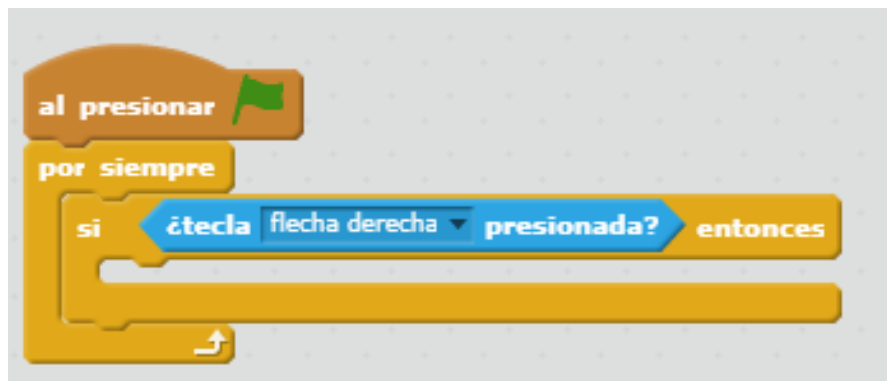 al presionar
por siempre
si ¿tecla flecha derecha presionada? entonces